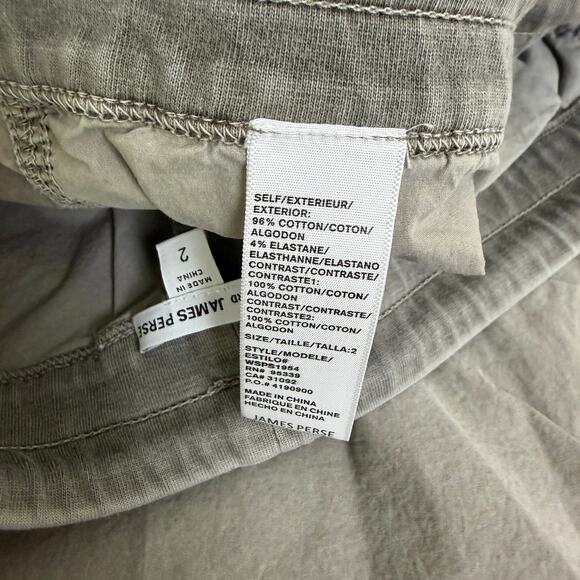 SELF/EXTERIEUR/
EXTERIOR:
96% COTTON/COTON/
ALGODON
4% ELASTANE/
ELASTHANNE/ELASTANO
CONTRAST/CONTRASTE/
CONTRASTE1:
100% COTTON/COTON/
ALGODON
CONTRAST/CONTRASTE/
CONTRASTE2:
100% COTTON/COTON/
ALGODON
SIZE/TAILLE/TALLA:2
STYLE/MODELE/
ESTILO#
WSPS1954
RN# 95339
CA# 31092
P.O.# 4190900
MADE IN CHINA
FABRIQUE EN CHINE
HECHO EN CHINA
JAMES PERSE
2
MADE IN
CHINA
RD JAMES PERSE